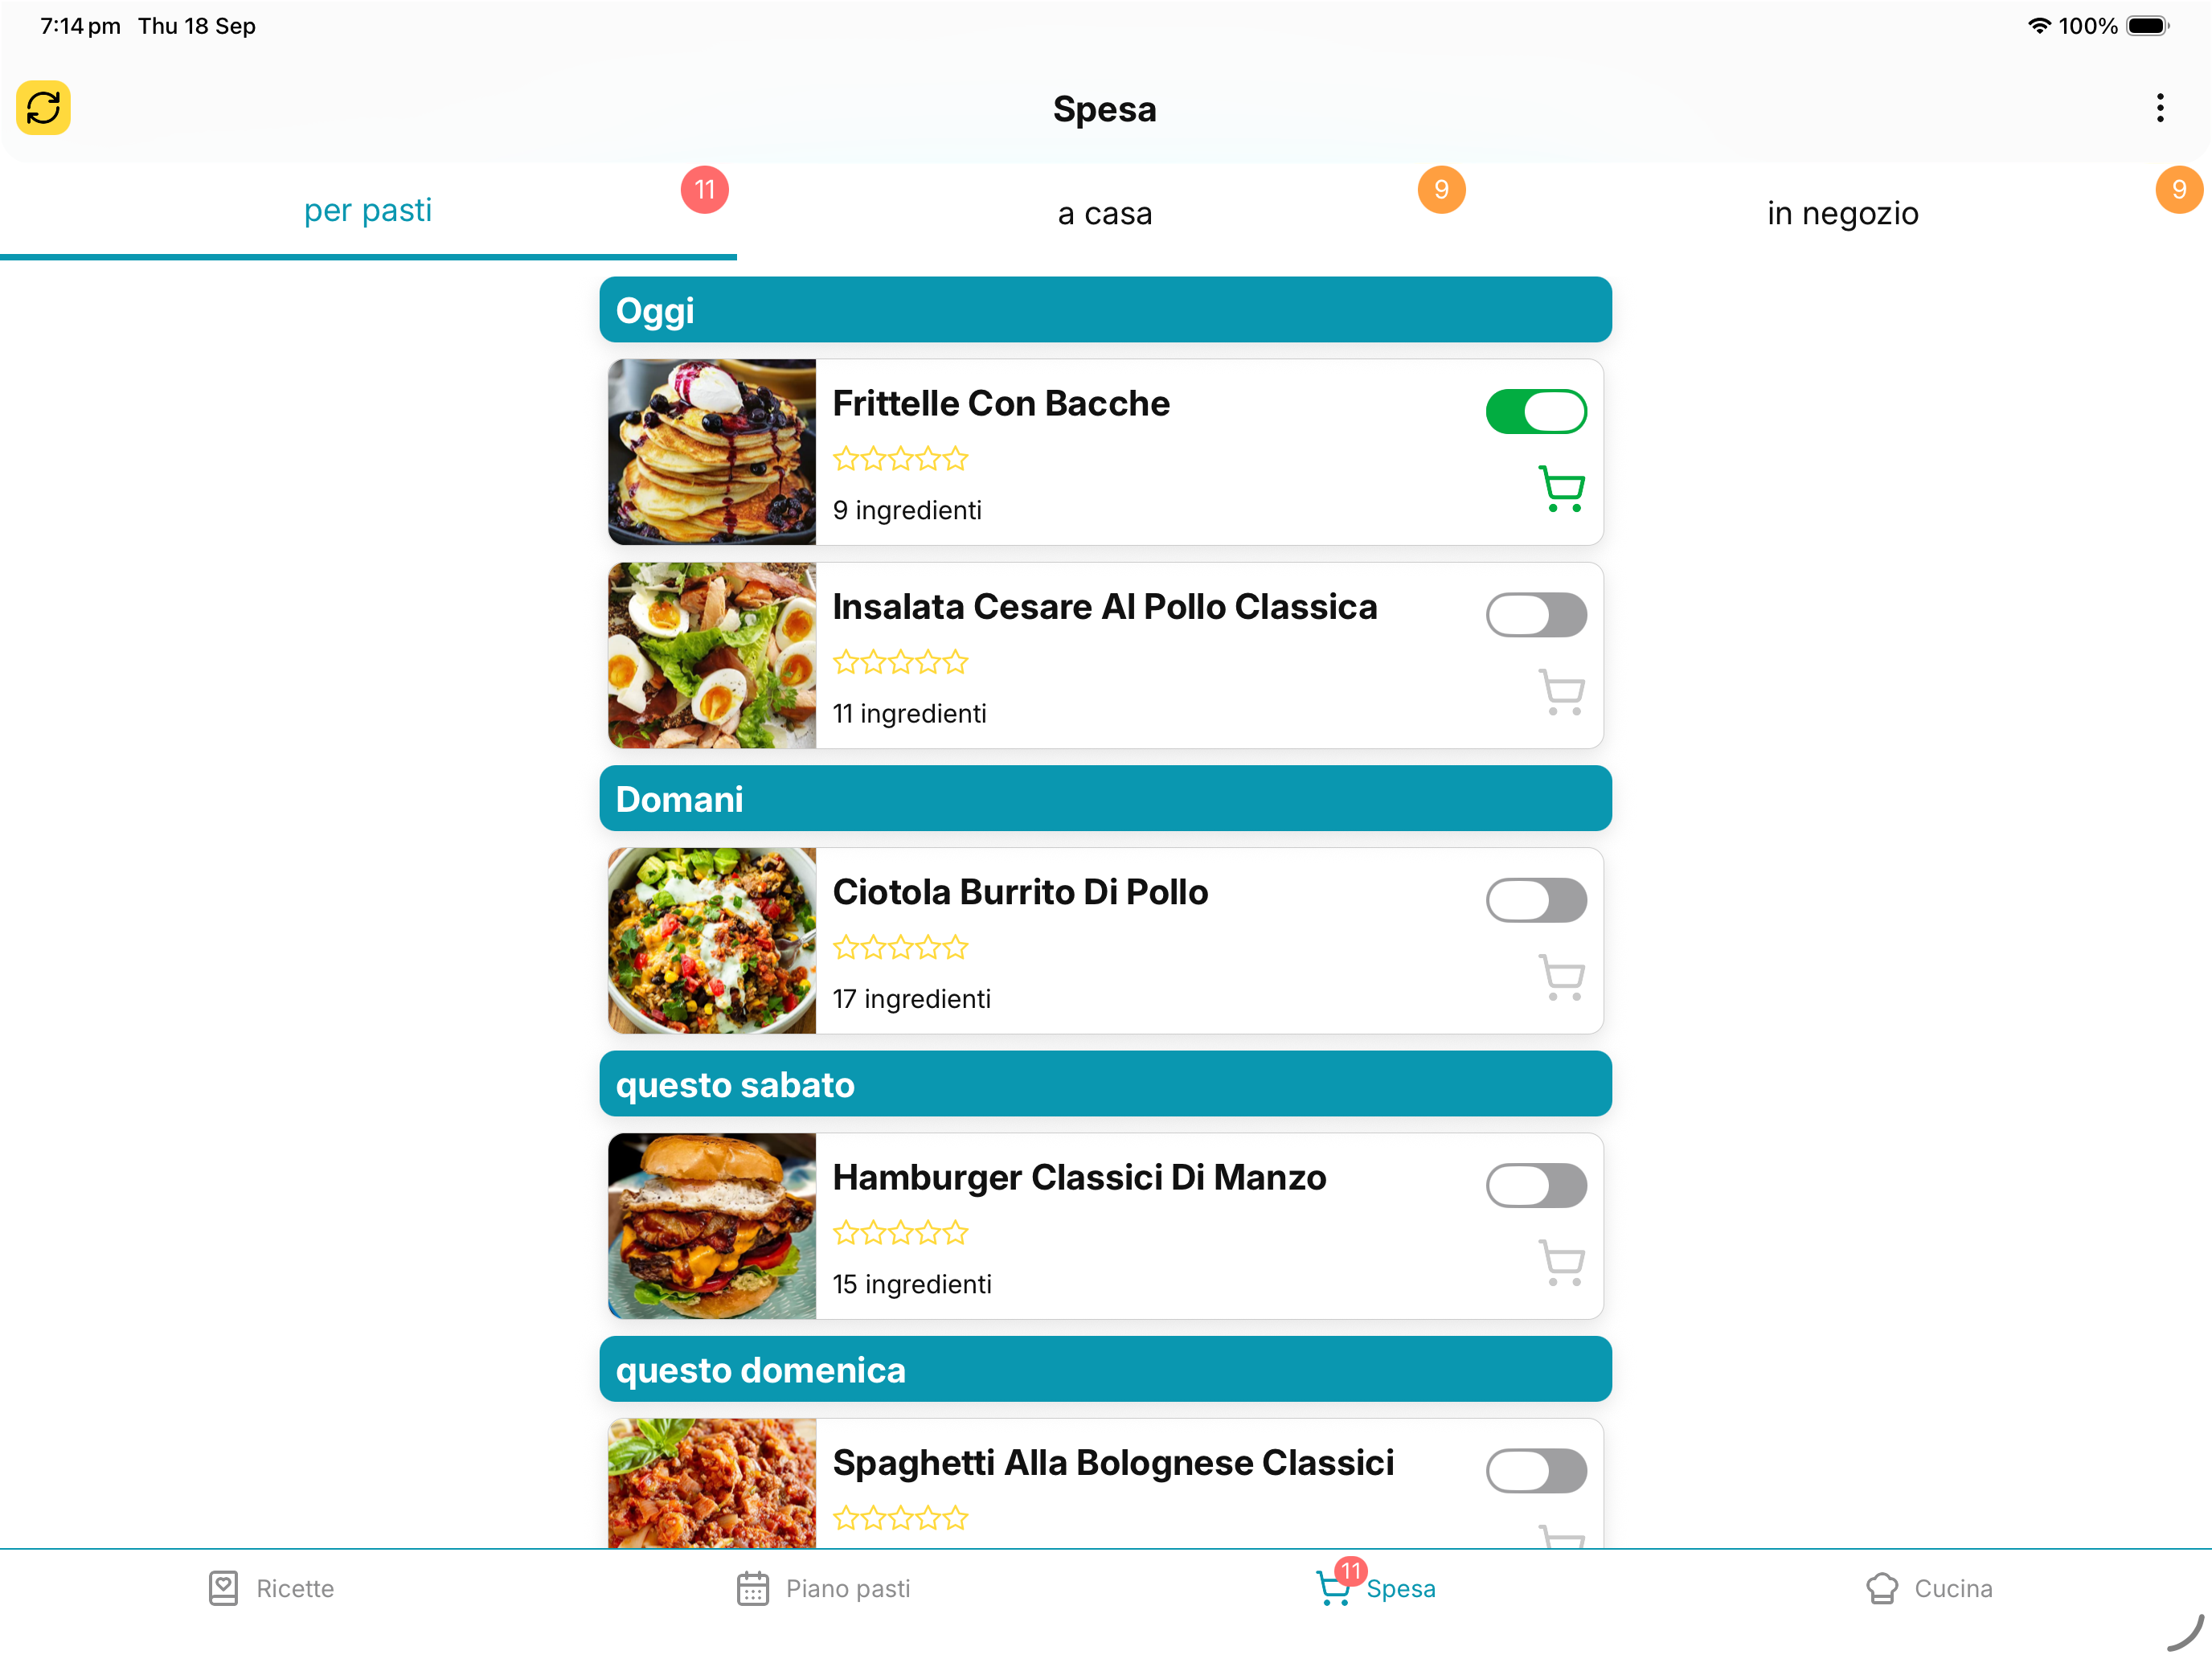 7:14 pm Thu 18 Sep
100%
Spesa
per pasti
11
a casa
9
in negozio
9
Oggi
Frittelle Con Bacche
9 ingredienti
Insalata Cesare Al Pollo Classica
11 ingredienti
Domani
Ciotola Burrito Di Pollo
17 ingredienti
questo sabato
Hamburger Classici Di Manzo
15 ingredienti
questo domenica
Spaghetti Alla Bolognese Classici
Ricette
Piano pasti
11
Spesa
Cucina